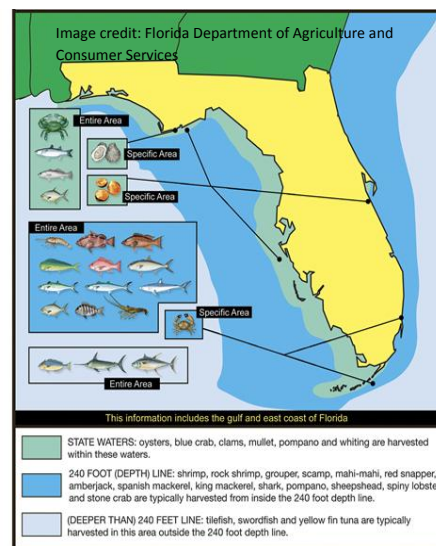 Image credit: Florida Department of Agriculture and
Consumer Services
Entire Area
Specific Area
Specific Area
Entire Area
Specific Area
Entire Area
This information includes the gulf and east coast of Florida
STATE WATERS: oysters, blue crab, clams, mullet, pompano and whiting are harvested
within these waters.
240 FOOT (DEPTH) LINE: shrimp, rock shrimp, grouper, scamp, mahi-mahi, red snapper,
amberjack, spanish mackerel, king mackerel, shark, pompano, sheepshead, spiny lobste
and stone crab are typically harvested from inside the 240 foot depth line.
(DEEPER THAN) 240 FEET LINE: tilefish, swordfish and yellow fin tuna are typically
harvested in this area outside the 240 foot depth line.